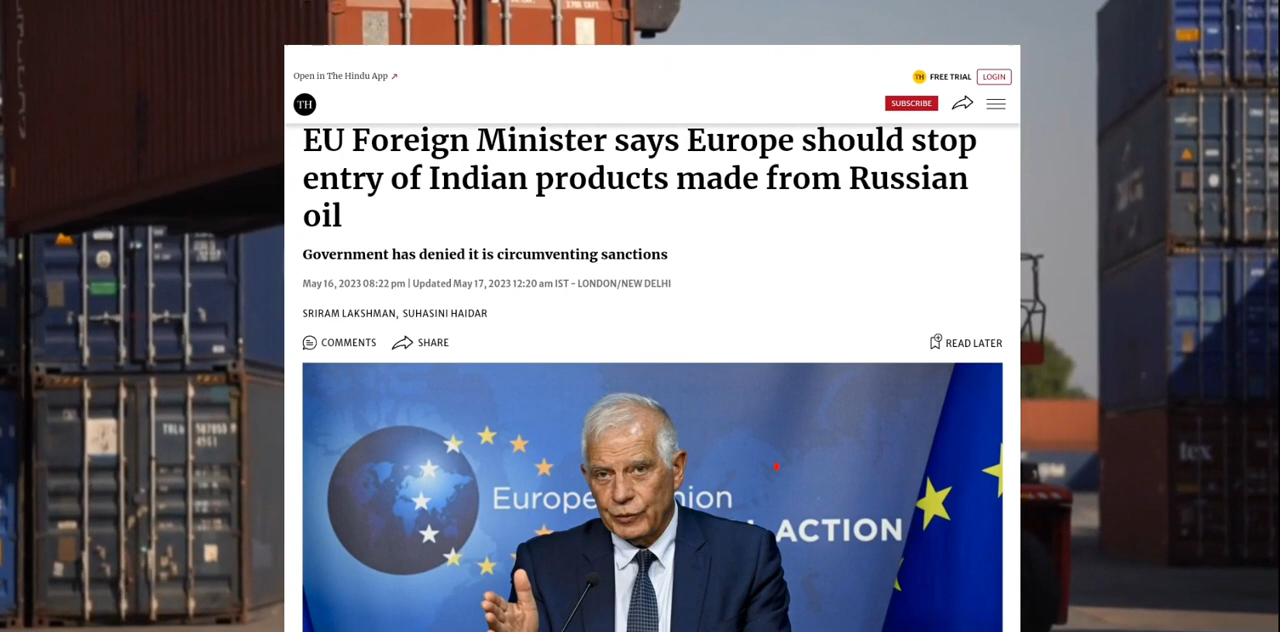 Open in The Hindu App ↗
TH FREE TRIAL LOGIN
TH
SUBSCRIBE
EU Foreign Minister says Europe should stop
entry of Indian products made from Russian
oil
Government has denied it is circumventing sanctions
May 16, 2023 08:22 pm | Updated May 17, 2023 12:20 am IST - LONDON/NEW DELHI
SRIRAM LAKSHMAN, SUHASINI HAIDAR
COMMENTS SHARE
READ LATER
Europe nion
ACTION
tex